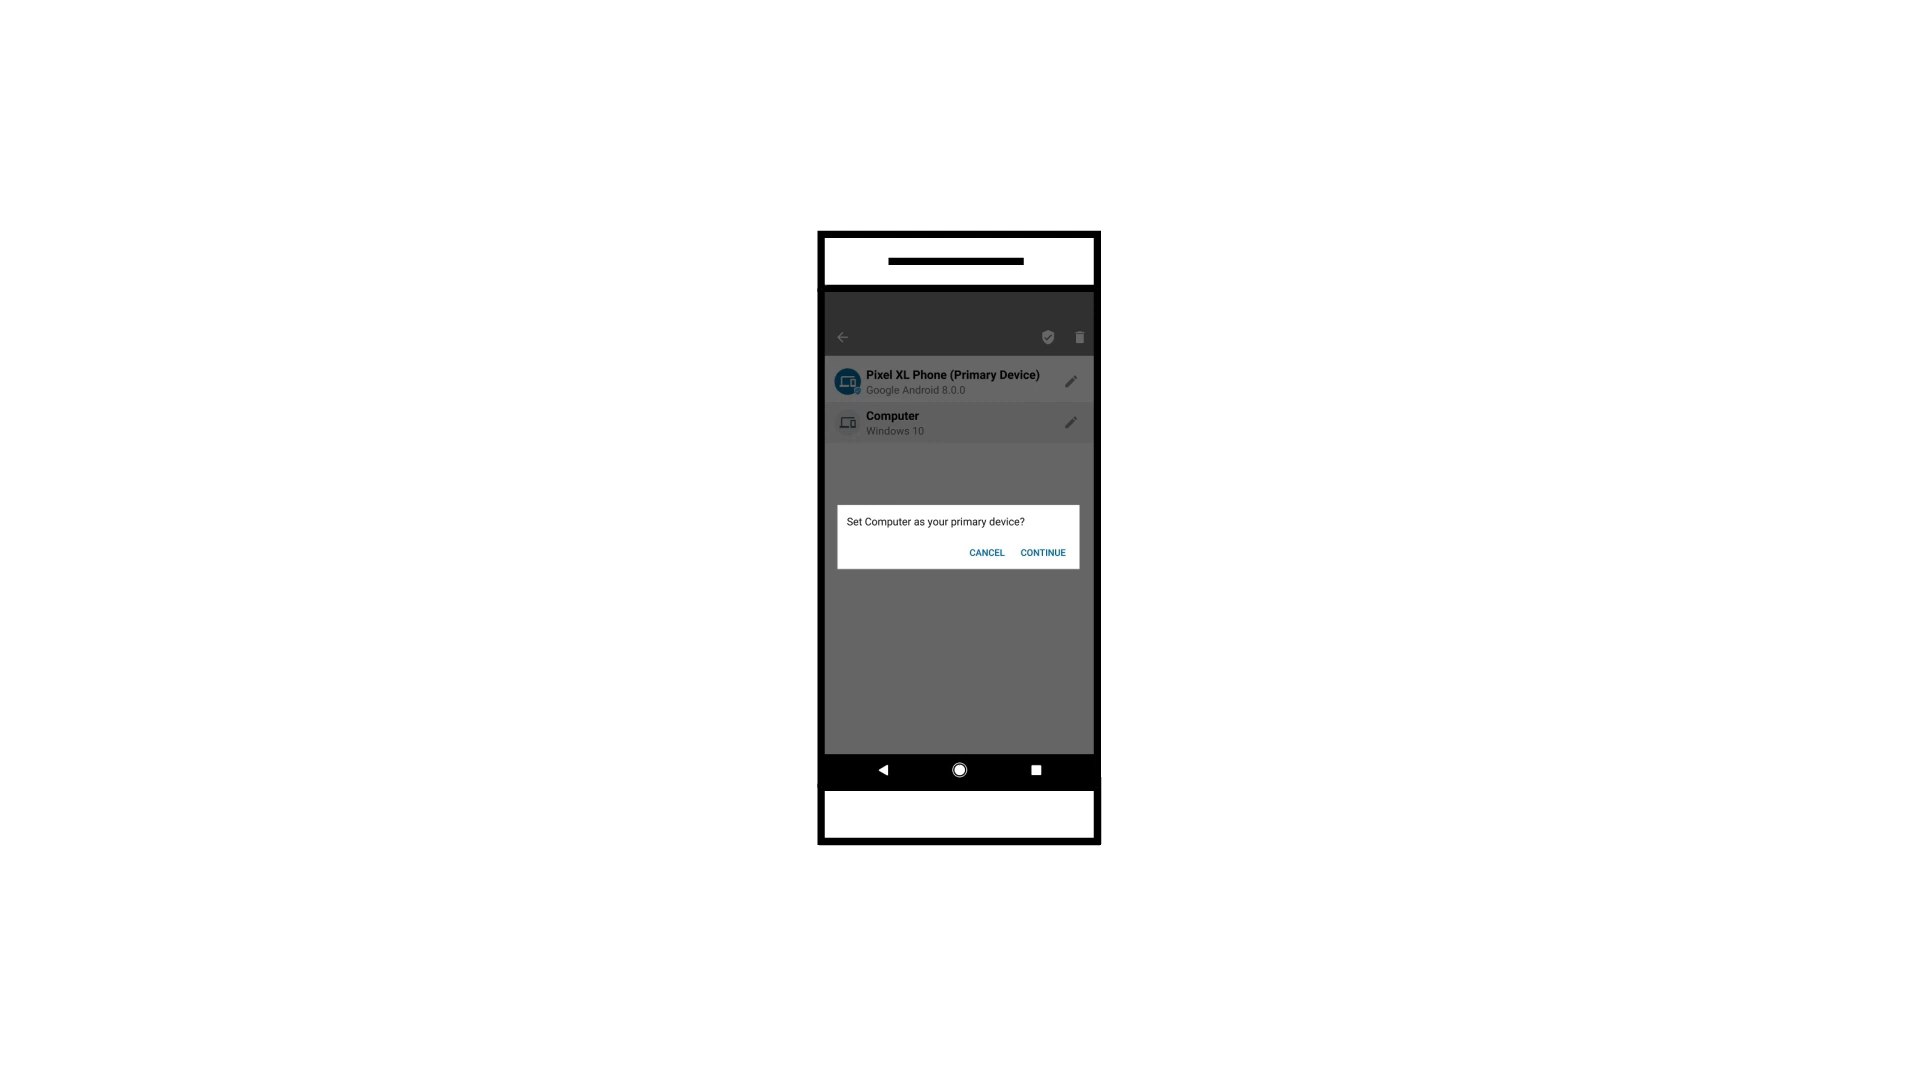 Pixel XL Phone (Primary Device)
Google Android 8.0.0
Computer
Windows 10
Set Computer as your primary device?
CANCEL CONTINUE